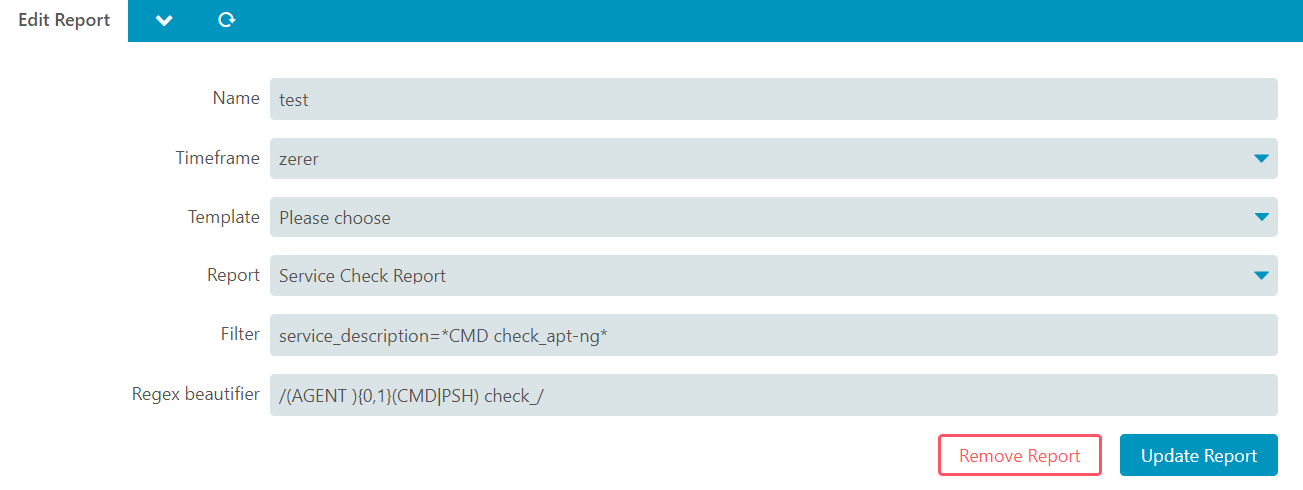 Edit Report
Name test
Timeframe zerer
Template Please choose
Report Service Check Report
Filter service_description=*CMD check_apt-ng*
Regex beautifier /(AGENT ){0,1}(CMD|PSH) check_/
Remove Report Update Report